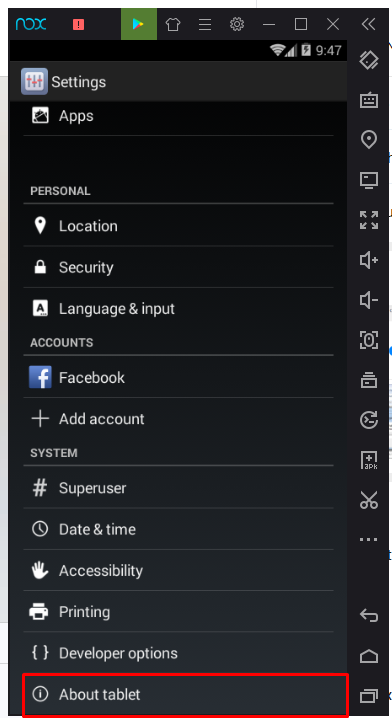 nox
9:47
Settings
Apps
PERSONAL
Location
Security
A Language & input
ACCOUNTS
f Facebook
Add account
SYSTEM
# Superuser
Date & time
Accessibility
Printing
{ } Developer options
About tablet